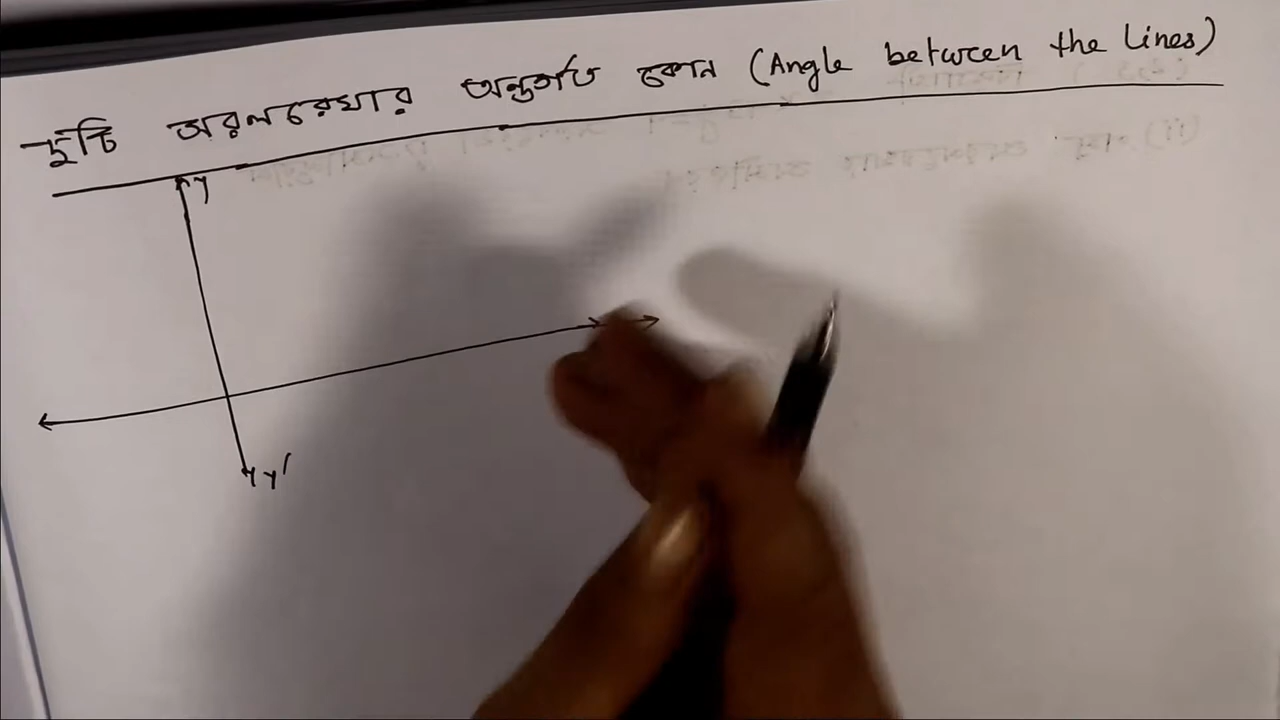 দুটি সরলরেখার অন্তর্গত কোন (Angle between the Lines)
y
y'